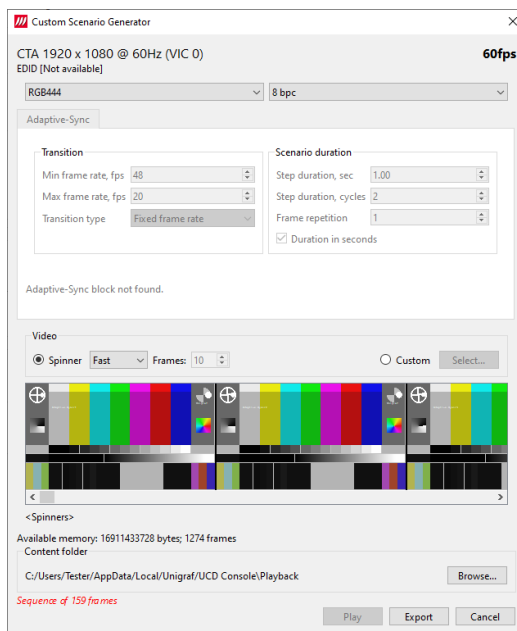 Custom Scenario Generator
CTA 1920 x 1080 @ 60Hz (VIC 0)
60fps
EDID [Not available]
RGB444
8 bpc
Adaptive-Sync
Transition
Scenario duration
Min frame rate, fps 48
Step duration, sec 1.00
Max frame rate, fps 20
Step duration, cycles 2
Transition type Fixed frame rate
Frame repetition 1
Duration in seconds
Adaptive-Sync block not found.
Video
Spinner Fast Frames: 10 Custom Select...
<Spinners>
Available memory: 16911433728 bytes; 1274 frames
Content folder
C:/Users/Tester/AppData/Local/Unigraf/UCD Console\Playback Browse...
Sequence of 159 frames
Play Export Cancel